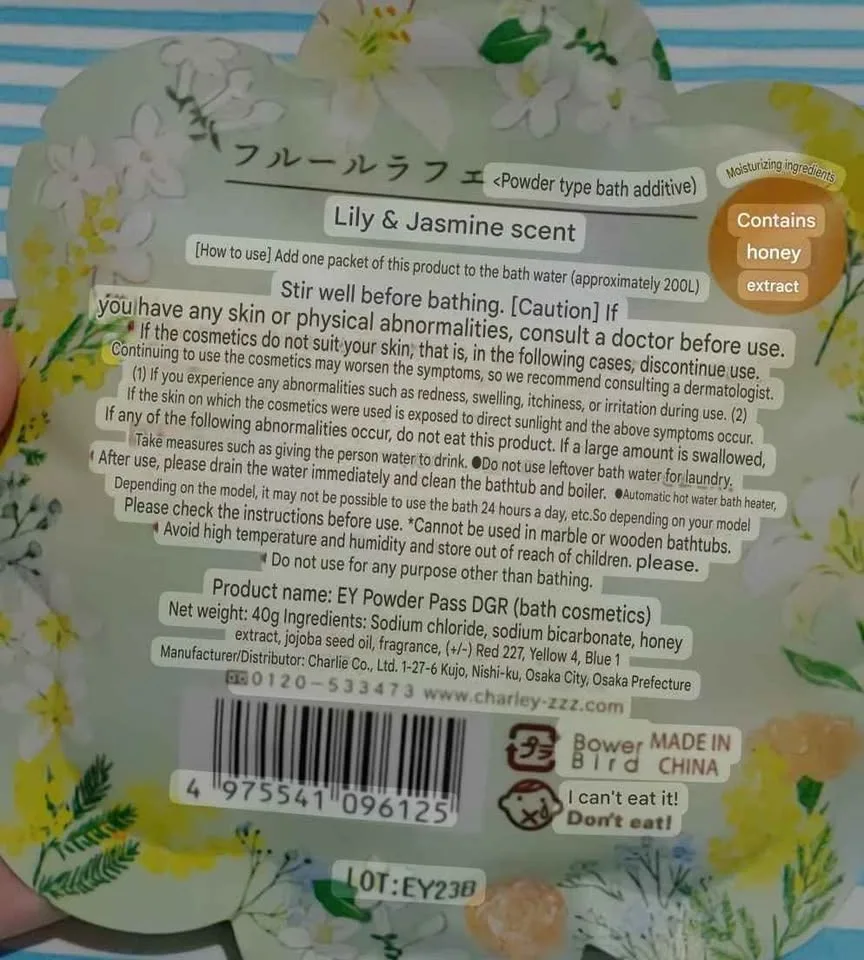 フルールラフェ <Powder type bath additive)
Moisturizing ingredients
Contains
honey
extract
Lily & Jasmine scent
[How to use] Add one packet of this product to the bath water (approximately 200L)
Stir well before bathing. [Caution] If
you have any skin or physical abnormalities, consult a doctor before use.
If the cosmetics do not suit your skin, that is, in the following cases, discontinue use.
Continuing to use the cosmetics may worsen the symptoms, so we recommend consulting a dermatologist.
(1) If you experience any abnormalities such as redness, swelling, itchiness, or irritation during use. (2)
If the skin on which the cosmetics were used is exposed to direct sunlight and the above symptoms occur.
If any of the following abnormalities occur, do not eat this product. If a large amount is swallowed,
Take measures such as giving the person water to drink. ●Do not use leftover bath water for laundry.
After use, please drain the water immediately and clean the bathtub and boiler. ●Automatic hot water bath heater,
Depending on the model, it may not be possible to use the bath 24 hours a day, etc.So depending on your model
Please check the instructions before use. *Cannot be used in marble or wooden bathtubs.
Avoid high temperature and humidity and store out of reach of children. please.
Do not use for any purpose other than bathing.
Product name: EY Powder Pass DGR (bath cosmetics)
Net weight: 40g Ingredients: Sodium chloride, sodium bicarbonate, honey
extract, jojoba seed oil, fragrance, (+/-) Red 227, Yellow 4, Blue 1
Manufacturer/Distributor: Charlie Co., Ltd. 1-27-6 Kujo, Nishi-ku, Osaka City, Osaka Prefecture
0120-533473 www.charley-zzz.com
プラ
Bower Bird
MADE IN CHINA
I can't eat it!
Don't eat!
4 975541 096125
LOT:EY23B